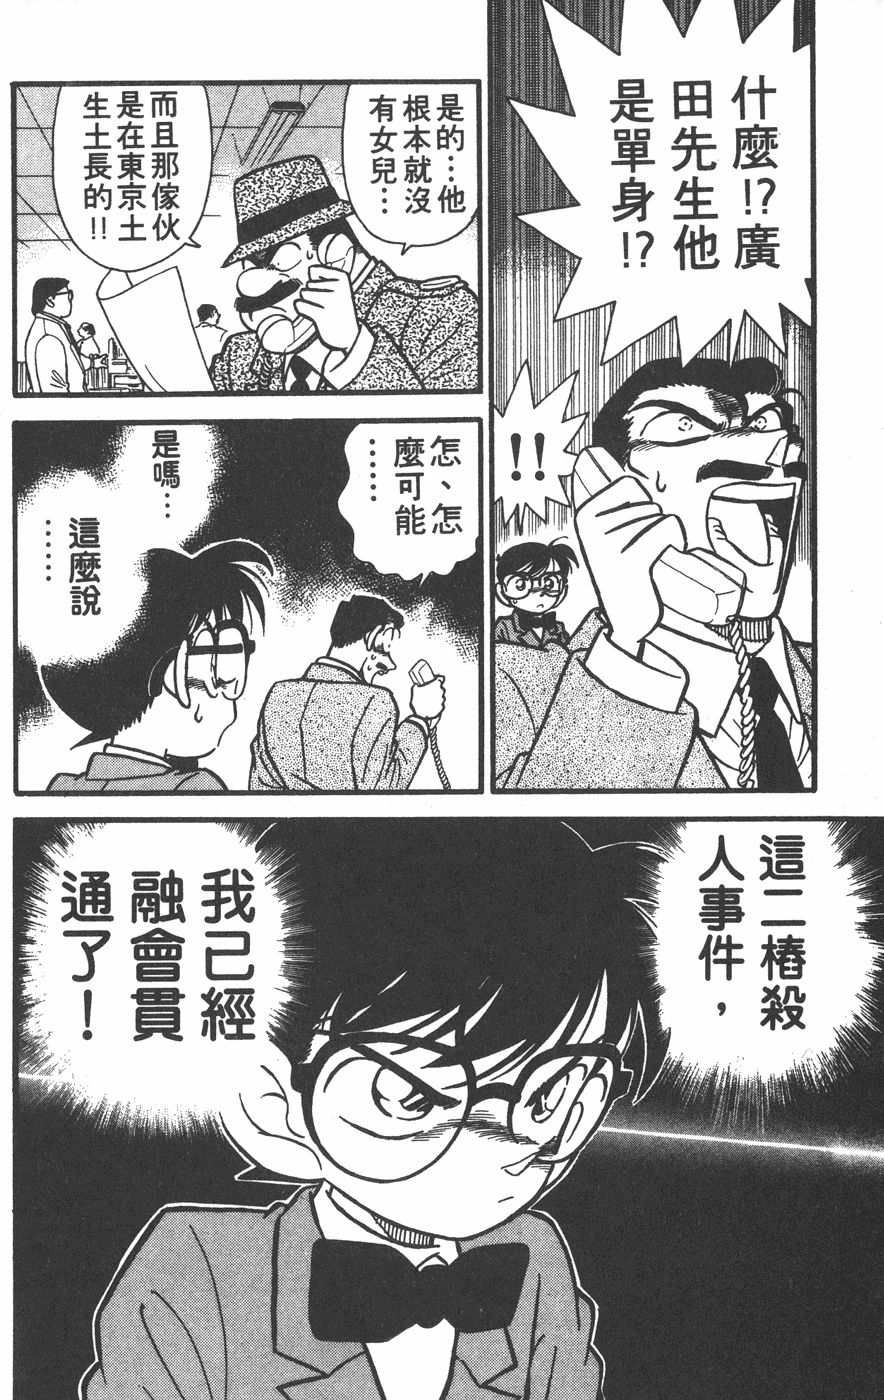 什麼!?廣
田先生他
是單身!?
!!
是的…他
根本就沒
有女兒…
而且那傢伙
是在東京土
生土長的!!
怎、怎
麼可能
……
是嗎…
這麼說
……
這二樁殺
人事件，
我已經
融會貫
通了！